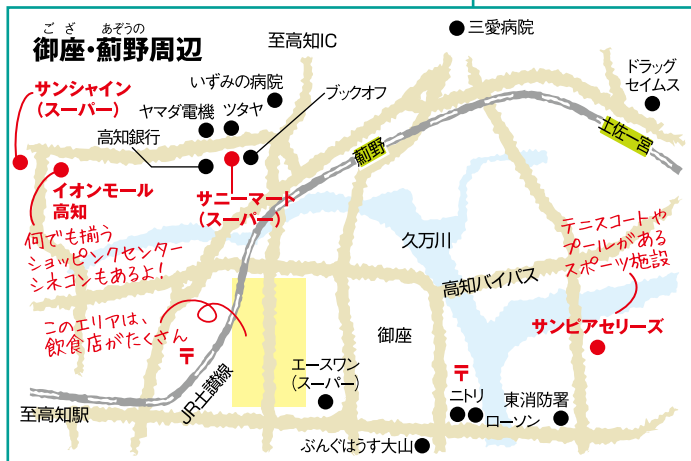 ござ あぞうの
御座・薊野周辺
至高知IC
三愛病院
ドラッグ
セイムス
サンシャイン
(スーパー)
いずみの病院
ブックオフ
ヤマダ電機
ツタヤ
高知銀行
薊野
土佐一宮
イオンモール
高知
サニーマート
(スーパー)
何でも揃う
ショッピングセンター
シネコンもあるよ!
久万川
テニスコートや
プールがある
スポーツ施設
高知バイパス
このエリアは、
飲食店がたくさん
〒
御座
サンピアセリーズ
JR土讃線
エースワン
(スーパー)
〒
ニトリ
ローソン
東消防署
至高知駅
ぶんぐはうす大山